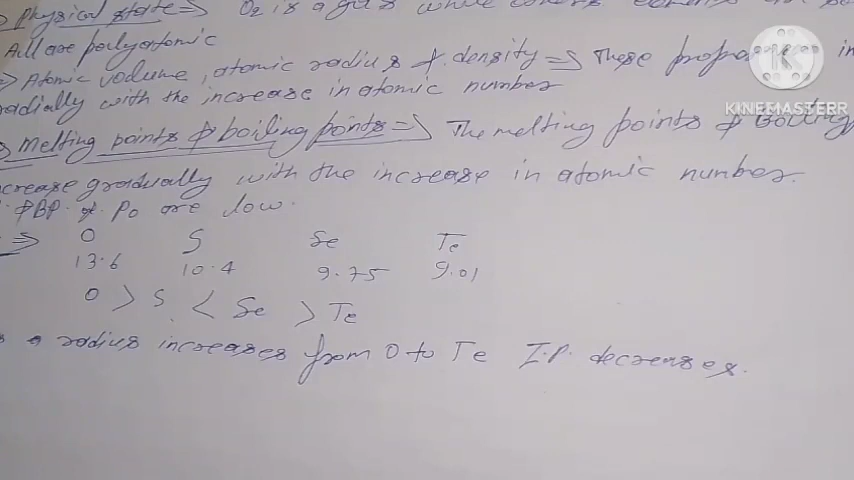 Physical state ⇒ O2 is a gas while
All are polyatomic
⇒ Atomic volume, atomic radius & density ⇒ These in
radially with the increase in atomic number
KINEMASTER
Melting points & boiling points ⇒ The melting points & boiling
crease gradually with the increase in atomic number.
& BP. of Po are low.
⇒ O S Se Te
13.6 10.4 9.75 9.01
O > S < Se > Te
radius increases from O to Te I.P. decreases.